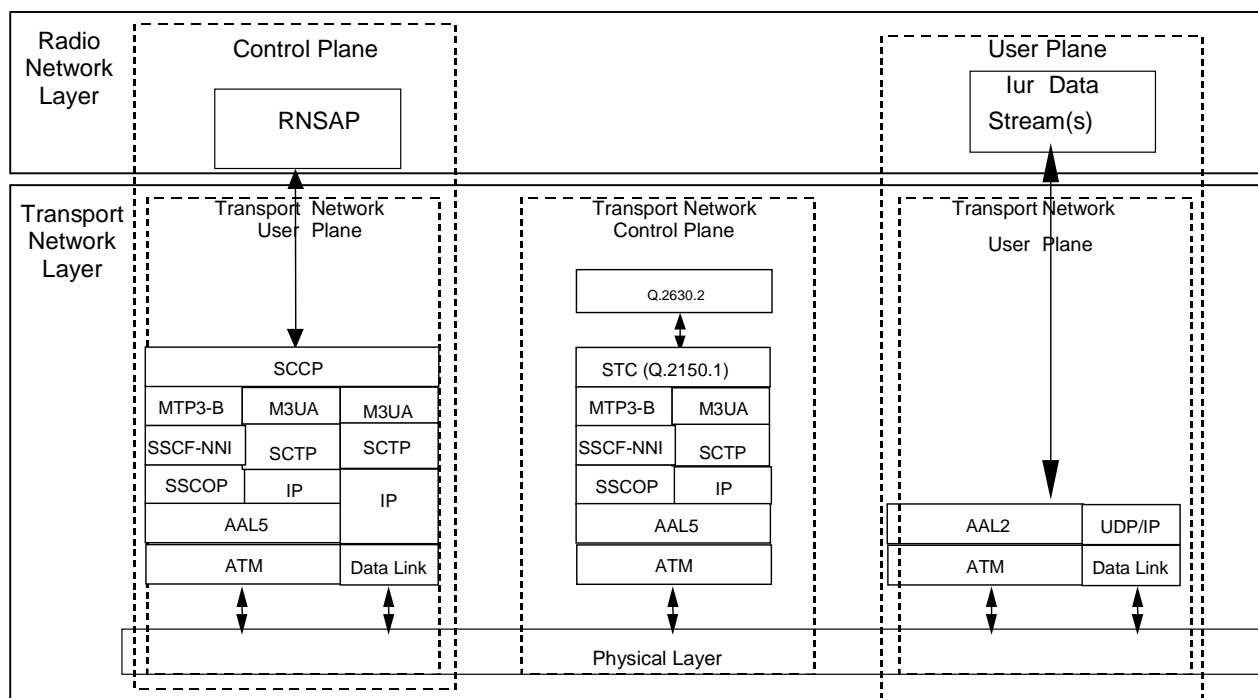 Radio
Network
Layer
Control Plane
RNSAP
User Plane
Iur Data
Stream(s)
Transport
Network
Layer
Transport Network
User Plane
SCCP
MTP3-B M3UA M3UA
SSCF-NNI SCTP SCTP
SSCOP IP IP
AAL5
ATM Data Link
Transport Network
Control Plane
Q.2630.2
STC (Q.2150.1)
MTP3-B M3UA
SSCF-NNI SCTP
SSCOP IP
AAL5
ATM
Transport Network
User Plane
AAL2 UDP/IP
ATM Data Link
Physical Layer